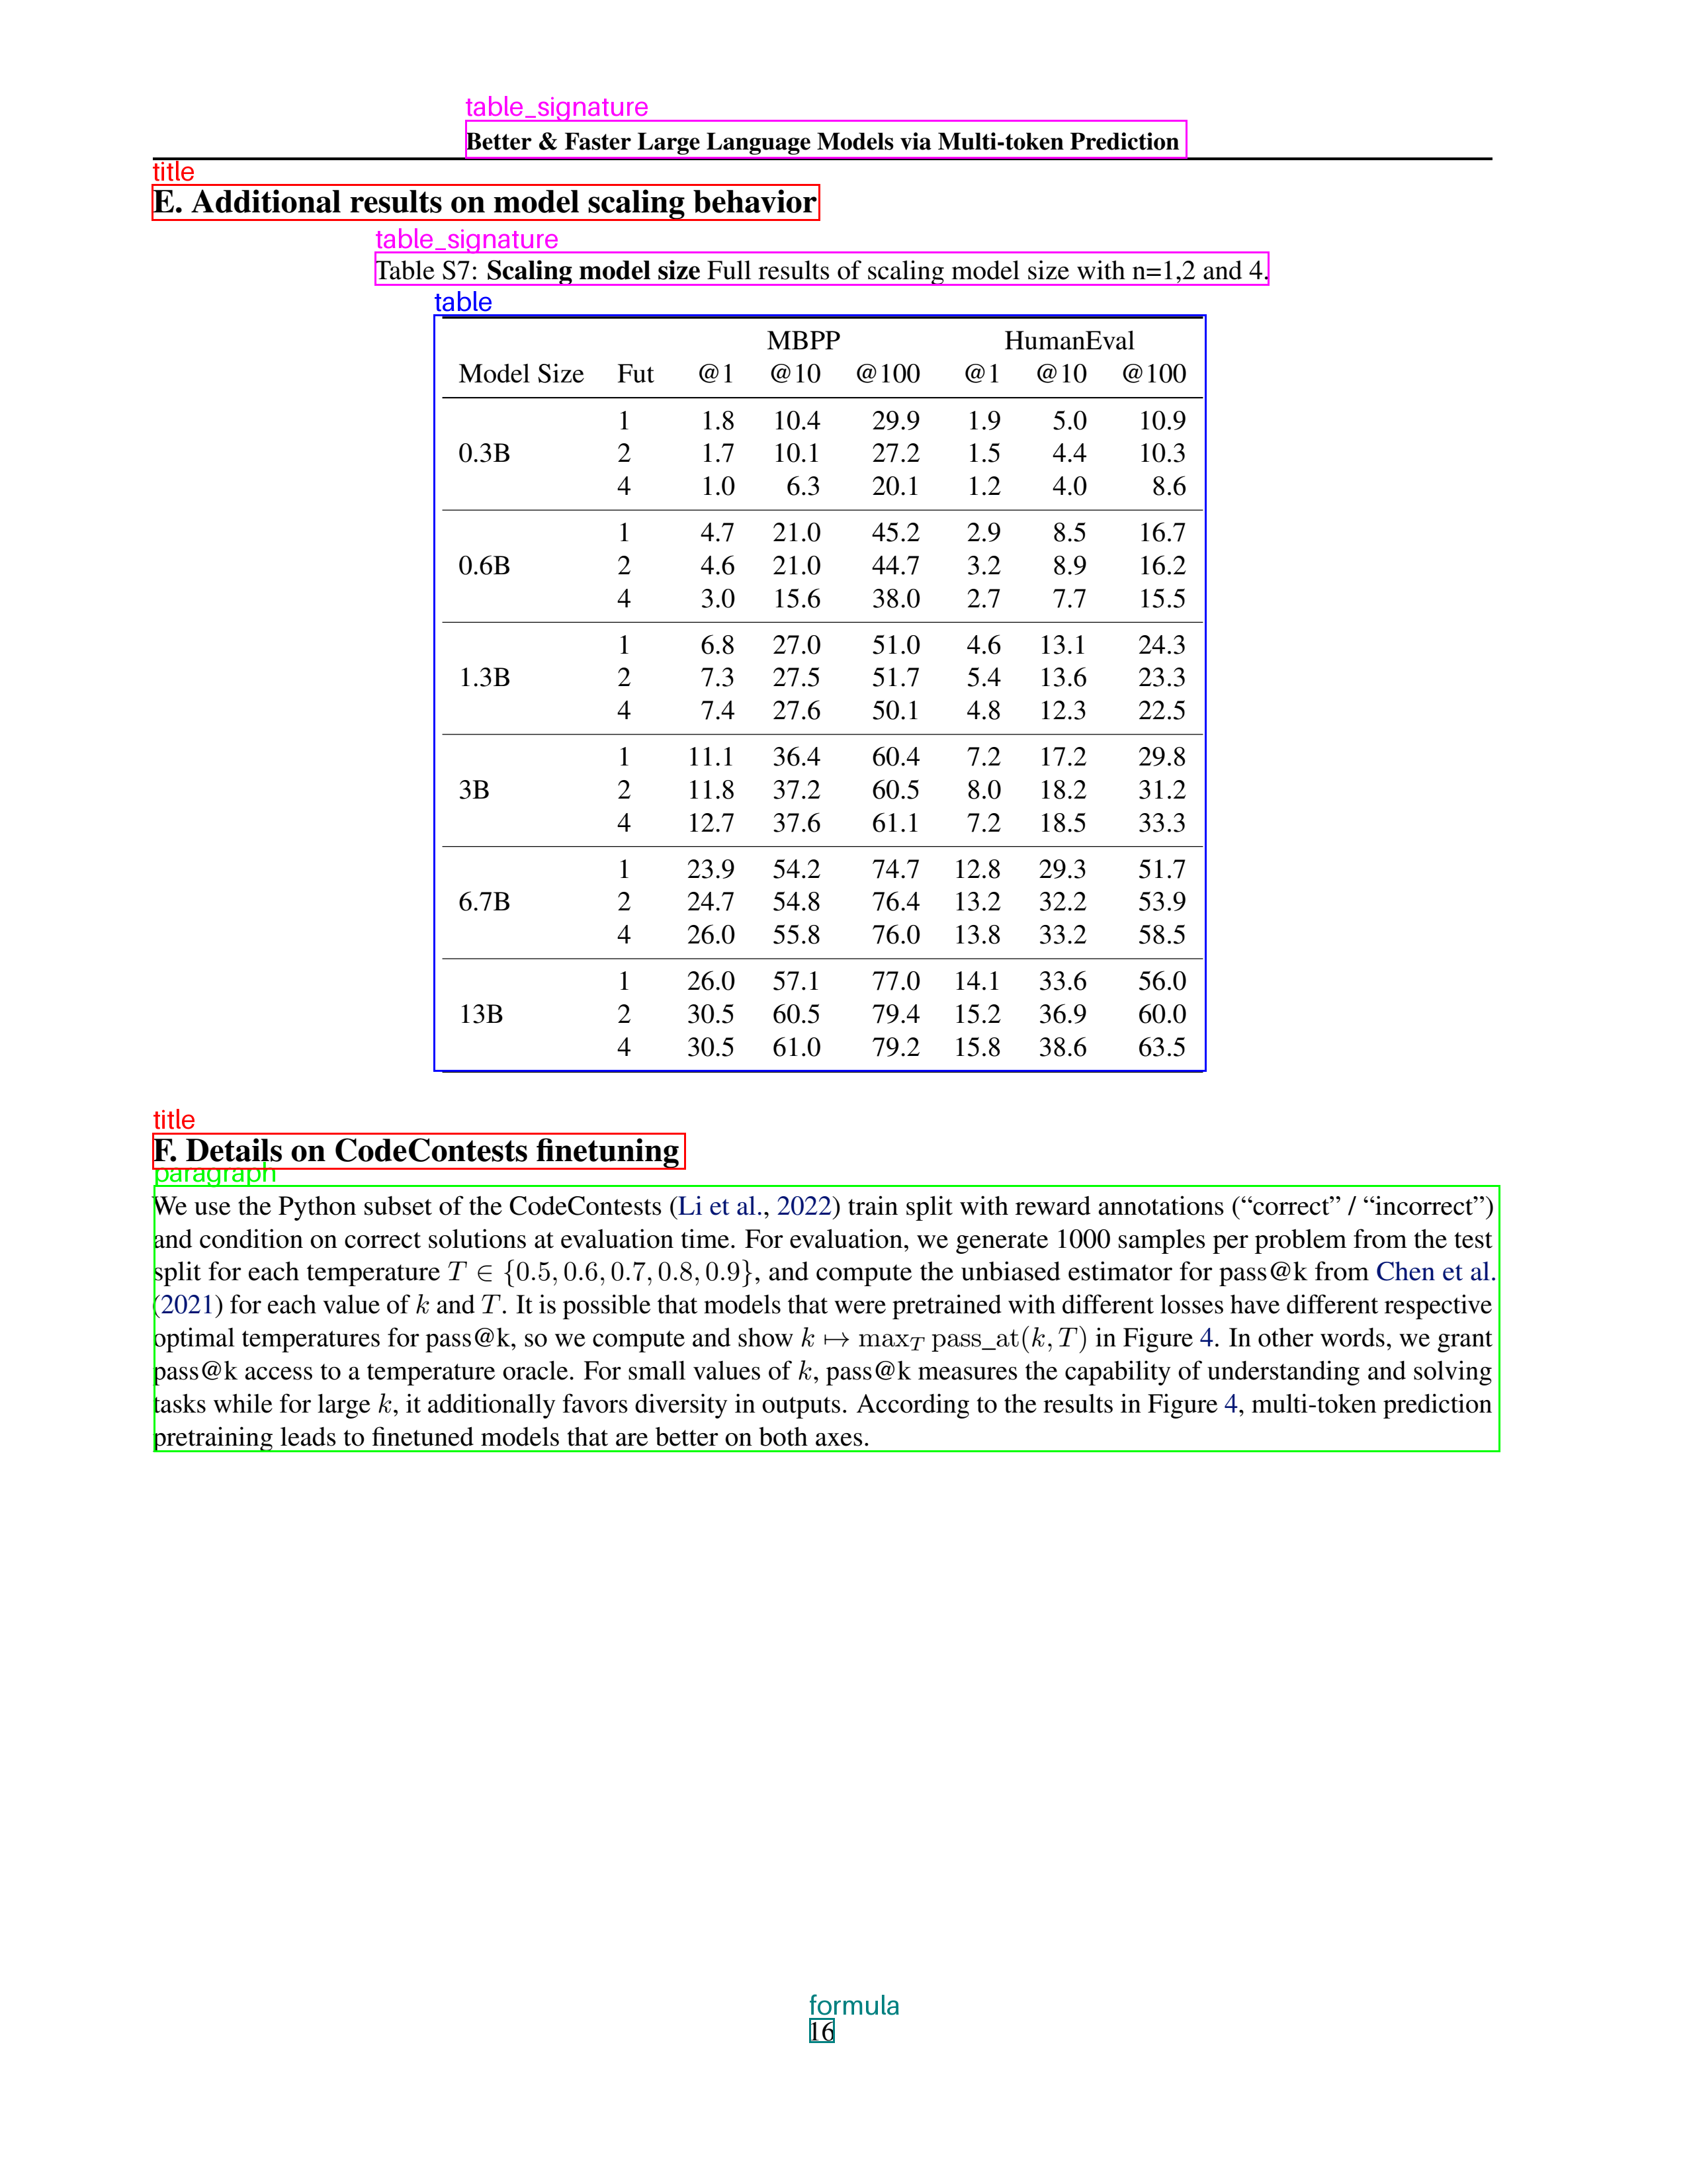 table_signature
Better & Faster Large Language Models via Multi-token Prediction
title
E. Additional results on model scaling behavior
table_signature
Table S7: Scaling model size Full results of scaling model size with n=1,2 and 4.
table
MBPP HumanEval
Model Size Fut @1 @10 @100 @1 @10 @100
1 1.8 10.4 29.9 1.9 5.0 10.9
0.3B 2 1.7 10.1 27.2 1.5 4.4 10.3
4 1.0 6.3 20.1 1.2 4.0 8.6
1 4.7 21.0 45.2 2.9 8.5 16.7
0.6B 2 4.6 21.0 44.7 3.2 8.9 16.2
4 3.0 15.6 38.0 2.7 7.7 15.5
1 6.8 27.0 51.0 4.6 13.1 24.3
1.3B 2 7.3 27.5 51.7 5.4 13.6 23.3
4 7.4 27.6 50.1 4.8 12.3 22.5
1 11.1 36.4 60.4 7.2 17.2 29.8
3B 2 11.8 37.2 60.5 8.0 18.2 31.2
4 12.7 37.6 61.1 7.2 18.5 33.3
1 23.9 54.2 74.7 12.8 29.3 51.7
6.7B 2 24.7 54.8 76.4 13.2 32.2 53.9
4 26.0 55.8 76.0 13.8 33.2 58.5
1 26.0 57.1 77.0 14.1 33.6 56.0
13B 2 30.5 60.5 79.4 15.2 36.9 60.0
4 30.5 61.0 79.2 15.8 38.6 63.5
title
F. Details on CodeContests finetuning
paragraph
We use the Python subset of the CodeContests (Li et al., 2022) train split with reward annotations (“correct” / “incorrect”)
and condition on correct solutions at evaluation time. For evaluation, we generate 1000 samples per problem from the test
split for each temperature T ∈ {0.5, 0.6, 0.7, 0.8, 0.9}, and compute the unbiased estimator for pass@k from Chen et al.
(2021) for each value of k and T. It is possible that models that were pretrained with different losses have different respective
optimal temperatures for pass@k, so we compute and show k ↦ max_T pass_at(k, T) in Figure 4. In other words, we grant
pass@k access to a temperature oracle. For small values of k, pass@k measures the capability of understanding and solving
tasks while for large k, it additionally favors diversity in outputs. According to the results in Figure 4, multi-token prediction
pretraining leads to finetuned models that are better on both axes.
formula
16